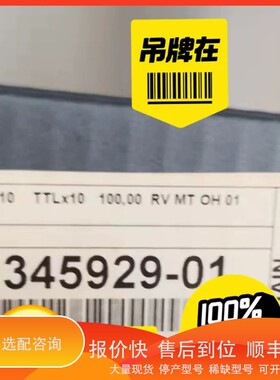 吊牌在
10 TTLx10 100,00 RV MT OH 01
345929-01
100%
选配咨询
报价快 售后到位 顺丰
大量现货 停产型号 稀缺型号 可开